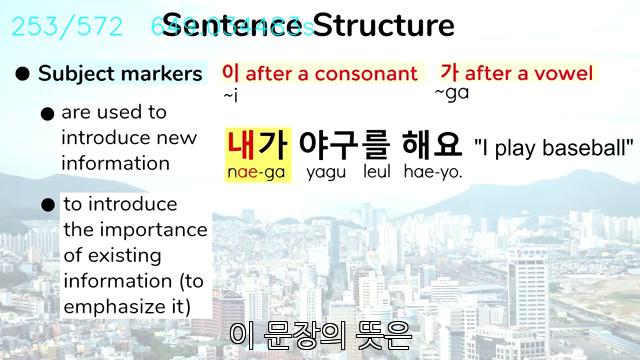 253/572
Sentence Structure
Subject markers
이 after a consonant
~i
가 after a vowel
~ga
are used to
introduce new
information
내가 야구를 해요 "I play baseball"
nae-ga yagu leul hae-yo.
to introduce
the importance
of existing
information (to
emphasize it)
이 문장의 뜻은